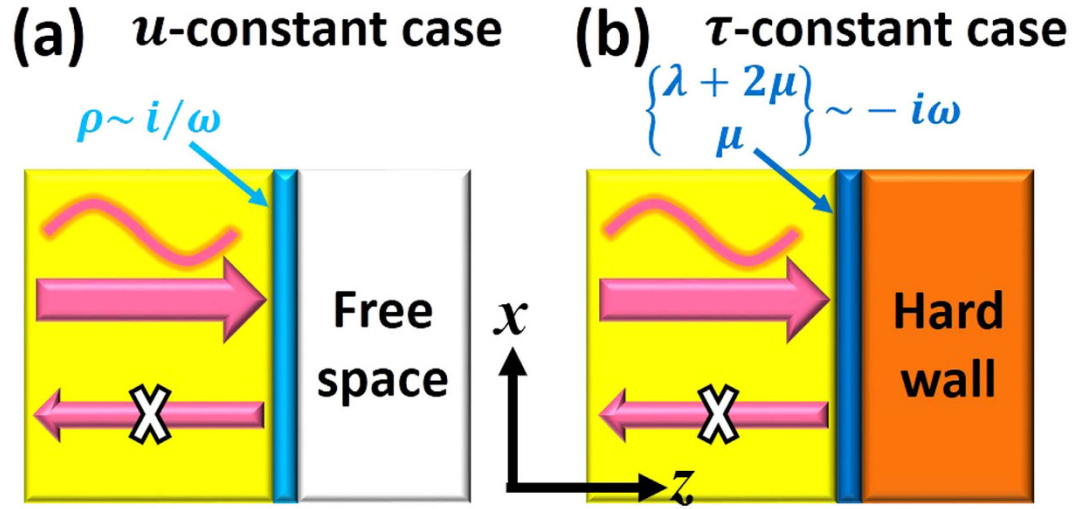 (a) u-constant case
ρ~ i/ω
Free
space
(b) τ-constant case
{λ + 2μ
μ} ~ − iω
Hard
wall
X
X
x
z